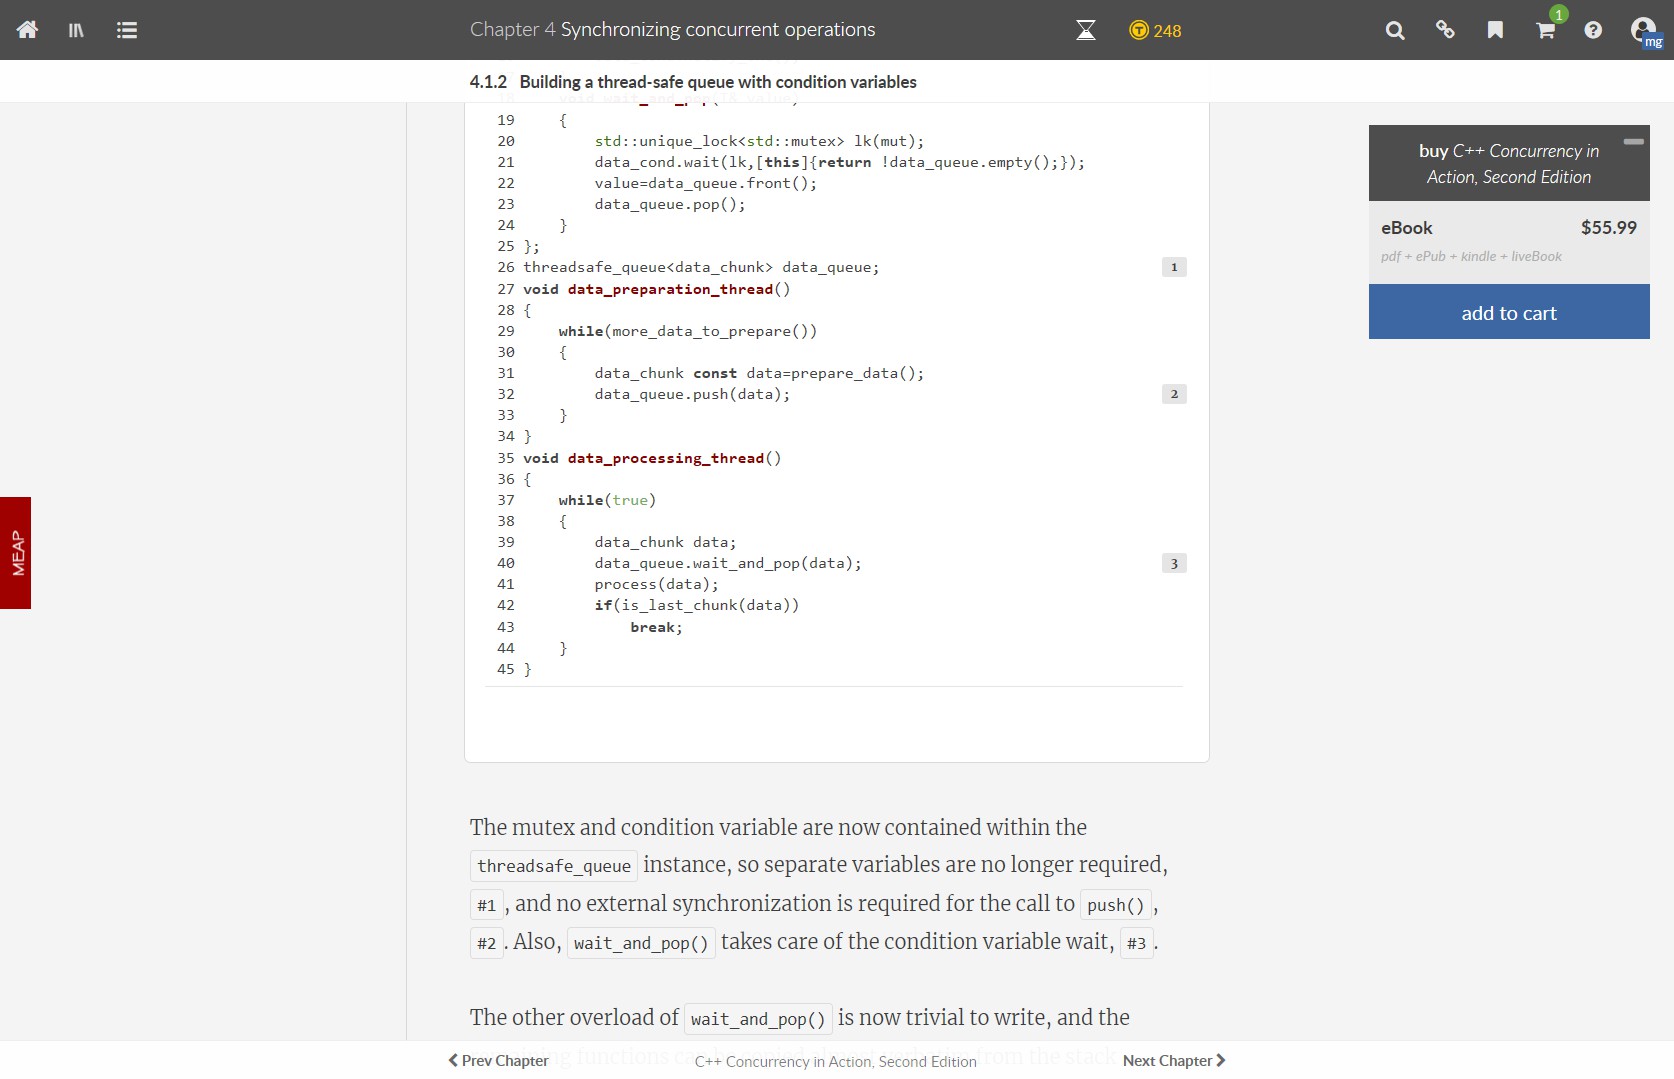 Chapter 4 Synchronizing concurrent operations
248
1
mg
4.1.2 Building a thread-safe queue with condition variables
19 {
20 std::unique_lock<std::mutex> lk(mut);
21 data_cond.wait(lk,[this]{return !data_queue.empty();});
22 value=data_queue.front();
23 data_queue.pop();
24 }
25 };
26 threadsafe_queue<data_chunk> data_queue; 1
27 void data_preparation_thread()
28 {
29 while(more_data_to_prepare())
30 {
31 data_chunk const data=prepare_data();
32 data_queue.push(data); 2
33 }
34 }
35 void data_processing_thread()
36 {
37 while(true)
38 {
39 data_chunk data;
40 data_queue.wait_and_pop(data); 3
41 process(data);
42 if(is_last_chunk(data))
43 break;
44 }
45 }
The mutex and condition variable are now contained within the
threadsafe_queue instance, so separate variables are no longer required,
#1 , and no external synchronization is required for the call to push() ,
#2 . Also, wait_and_pop() takes care of the condition variable wait, #3 .
The other overload of wait_and_pop() is now trivial to write, and the
Prev Chapter
C++ Concurrency in Action, Second Edition
Next Chapter
MEAP
buy C++ Concurrency in
Action, Second Edition
eBook $55.99
pdf + ePub + kindle + liveBook
add to cart